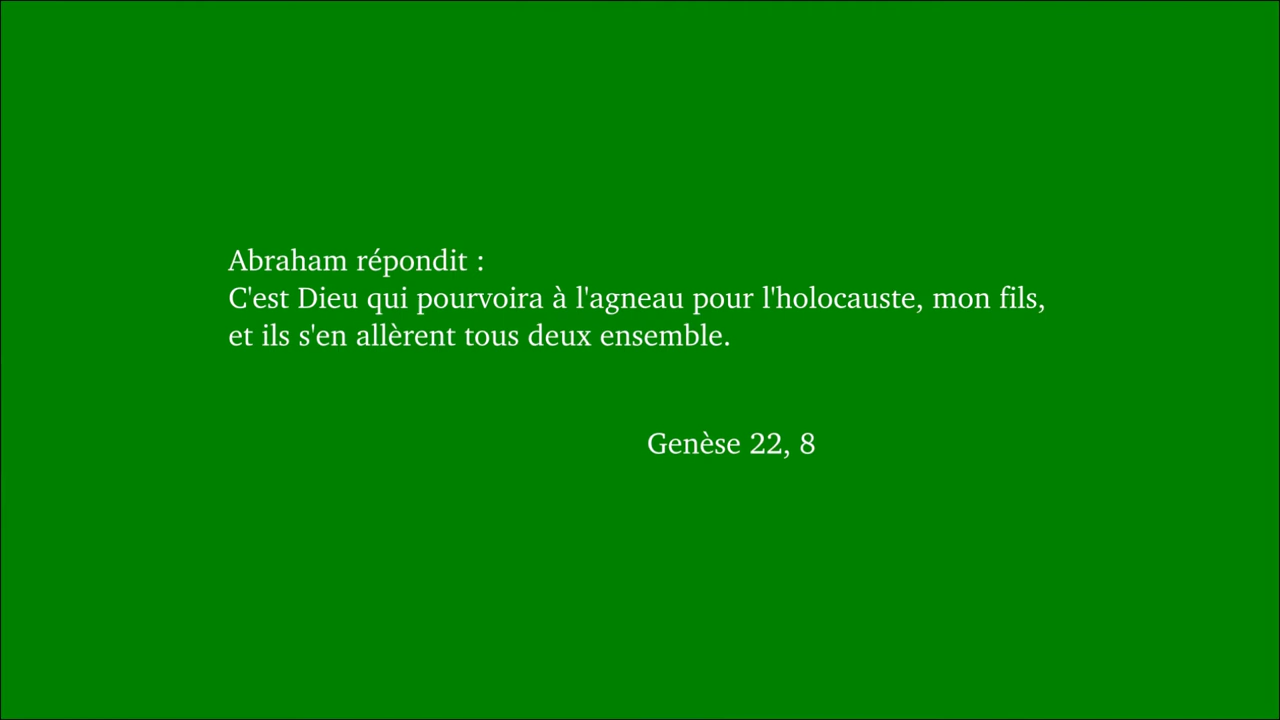 Abraham répondit :
C'est Dieu qui pourvoira à l'agneau pour l'holocauste, mon fils,
et ils s'en allèrent tous deux ensemble.
Genèse 22, 8